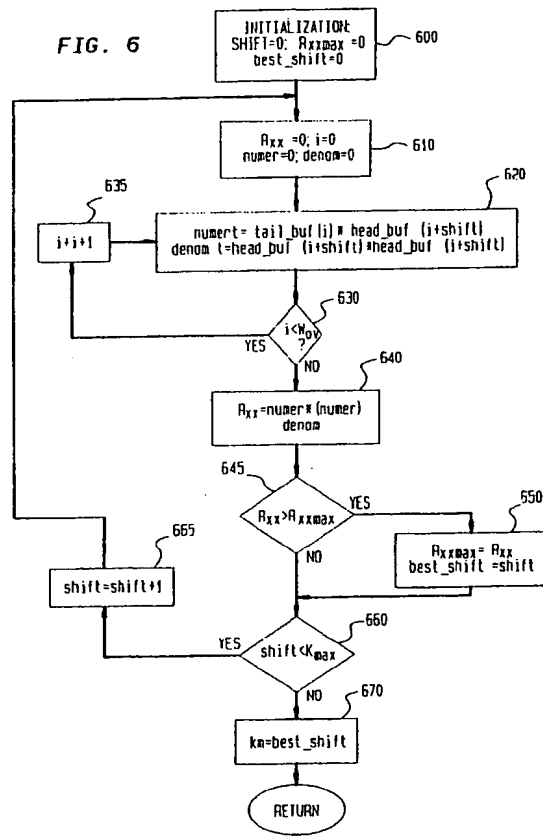 FIG. 6
INITIALIZATION:
SHIFT=0; Rxxmax =0
best_shift=0
600
Rxx =0; i=0
numer=0; denom=0
610
635
i+i+1
620
numert= tail_buf(i)* head_buf (i+shift)
denom t=head_buf (i+shift)*head_buf (i+shift)
630
i<Wov
?
YES
NO
640
Rxx=numer*(numer)
denom
645
Rxx>Rxxmax
YES
NO
650
Rxxmax= Rxx
best_shift =shift
665
shift=shift+1
660
YES
shift<Kmax
NO
670
km=best_shift
RETURN